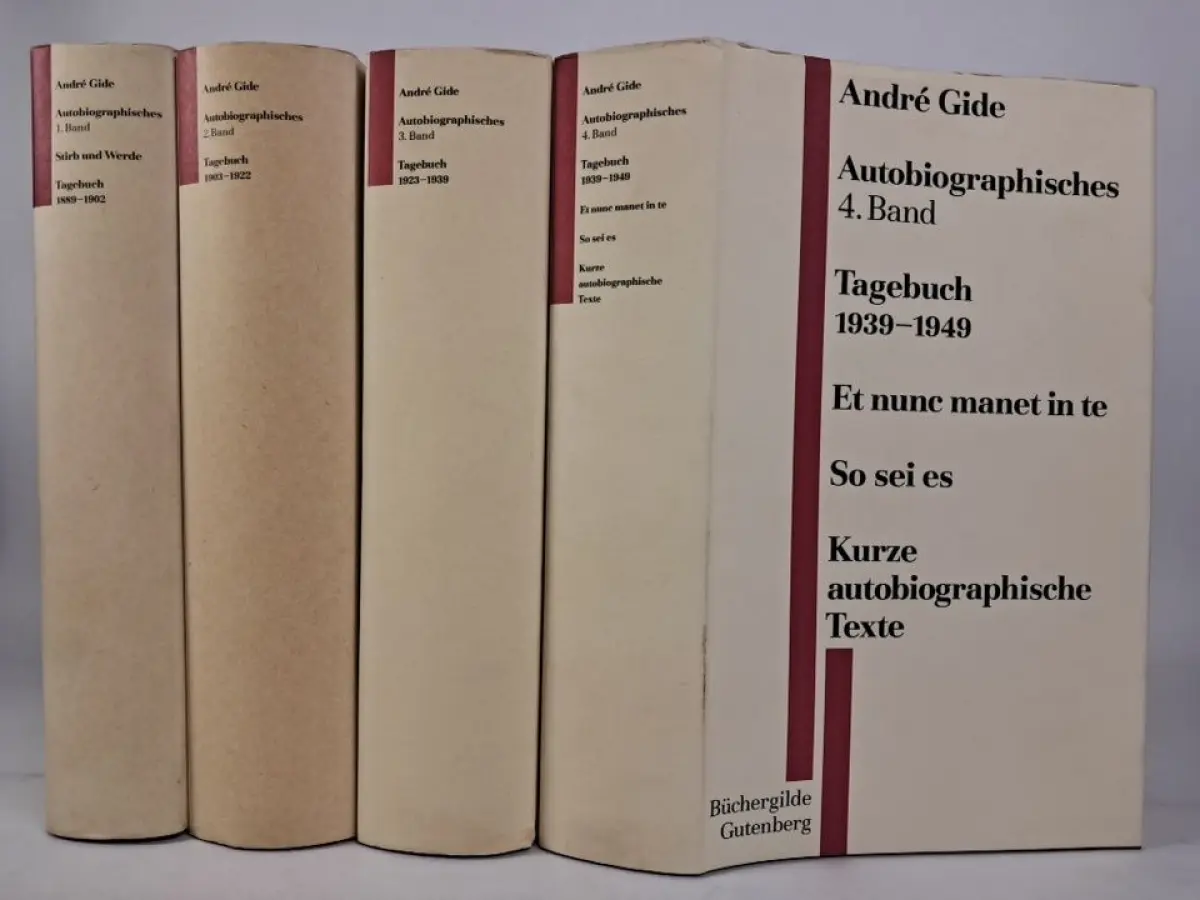 André Gide
Autobiographisches
1. Band
Stirb und Werde
Tagebuch
1889–1902
André Gide
Autobiographisches
2. Band
Tagebuch
1903–1922
André Gide
Autobiographisches
3. Band
Tagebuch
1923–1939
André Gide
Autobiographisches
4. Band
Tagebuch
1939–1949
Et nunc manet in te
So sei es
Kurze
autobiographische
Texte
André Gide
Autobiographisches
4. Band
Tagebuch
1939–1949
Et nunc manet in te
So sei es
Kurze
autobiographische
Texte
Büchergilde
Gutenberg